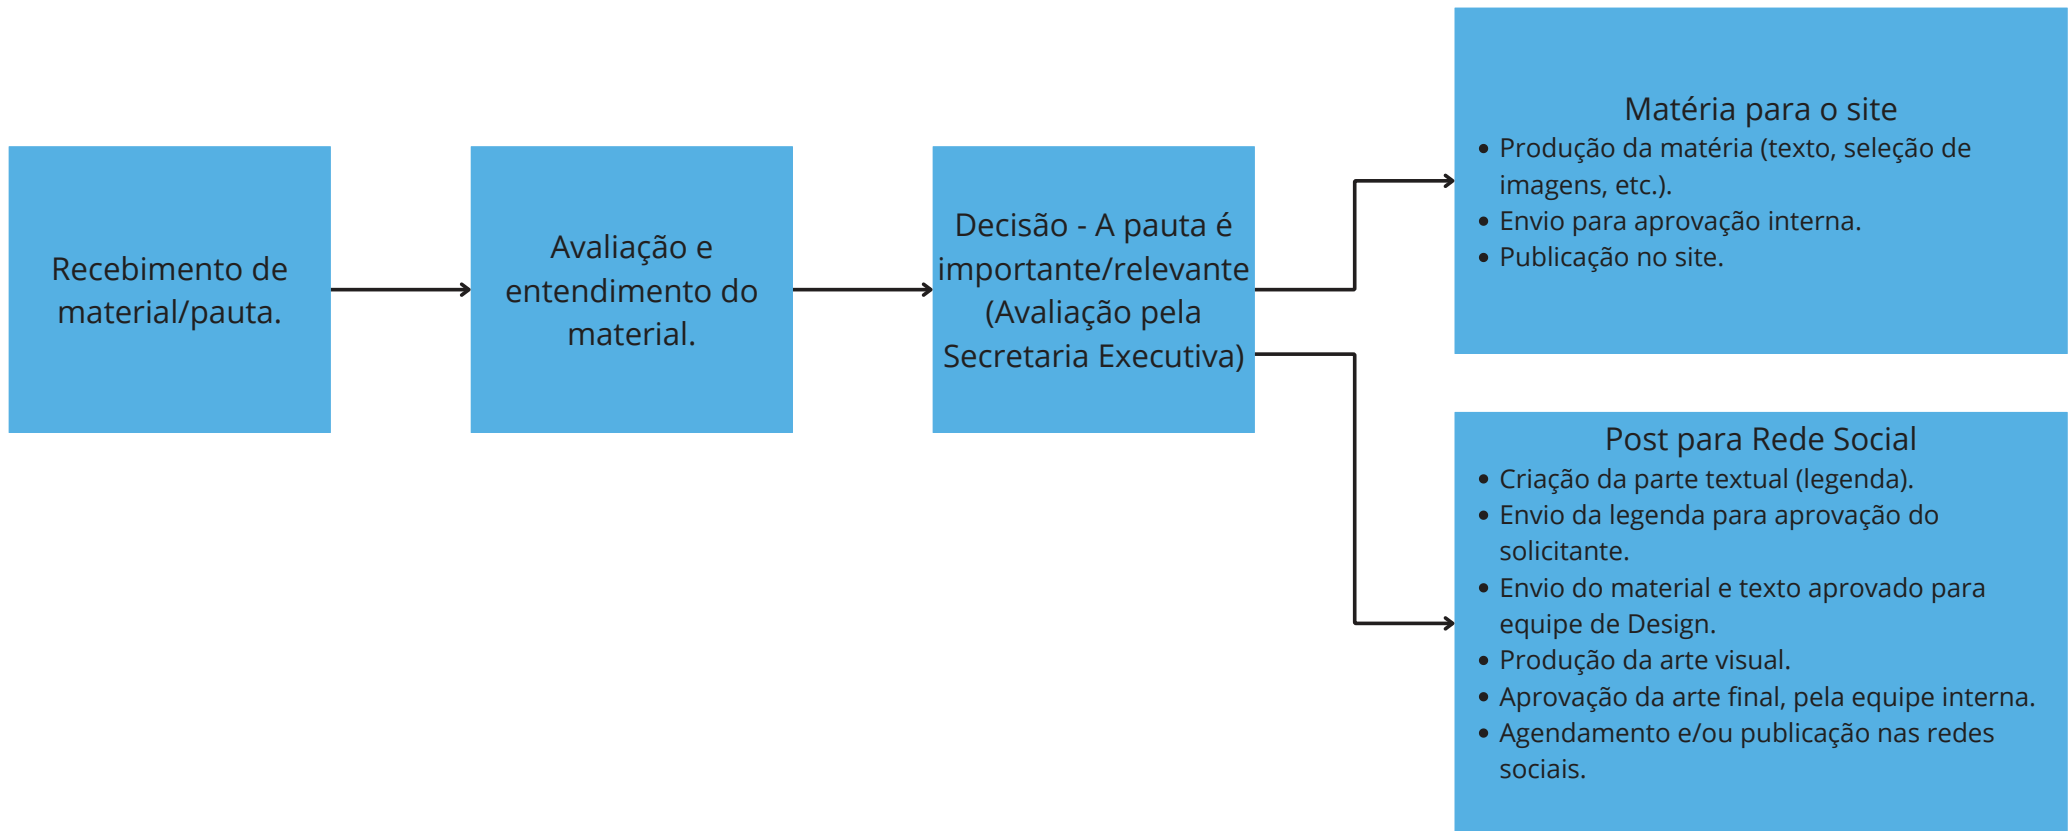 Recebimento de
material/pauta.
Avaliação e
entendimento do
material.
Decisão - A pauta é
importante/relevante
(Avaliação pela
Secretaria Executiva)
Matéria para o site
• Produção da matéria (texto, seleção de
imagens, etc.).
• Envio para aprovação interna.
• Publicação no site.
Post para Rede Social
• Criação da parte textual (legenda).
• Envio da legenda para aprovação do
solicitante.
• Envio do material e texto aprovado para
equipe de Design.
• Produção da arte visual.
• Aprovação da arte final, pela equipe interna.
• Agendamento e/ou publicação nas redes
sociais.